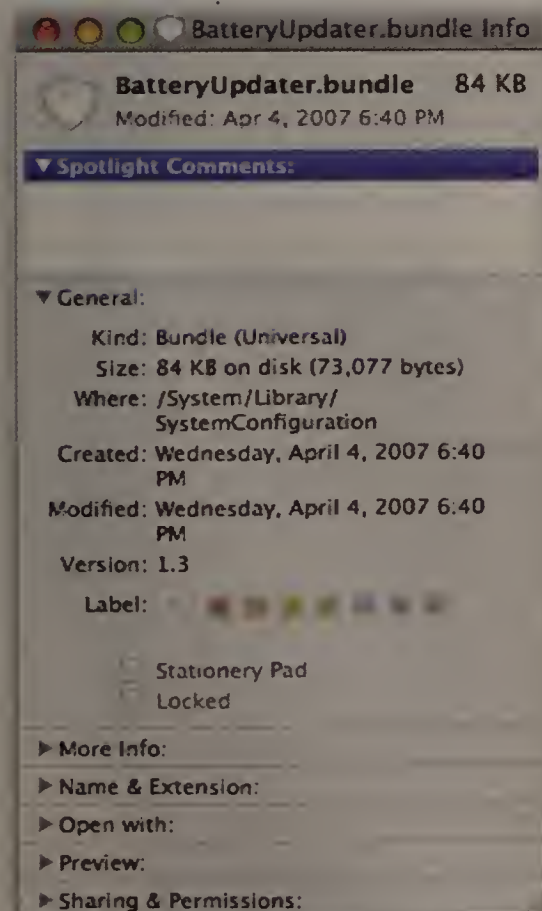 BatteryUpdater.bundle Info
BatteryUpdater.bundle 84 KB
Modified: Apr 4, 2007 6:40 PM
▼ Spotlight Comments:
▼ General:
Kind: Bundle (Universal)
Size: 84 KB on disk (73,077 bytes)
Where: /System/Library/
SystemConfiguration
Created: Wednesday, April 4, 2007 6:40
PM
Modified: Wednesday, April 4, 2007 6:40
PM
Version: 1.3
Label:
Stationery Pad
Locked
▶ More Info:
▶ Name & Extension:
▶ Open with:
▶ Preview:
▶ Sharing & Permissions: